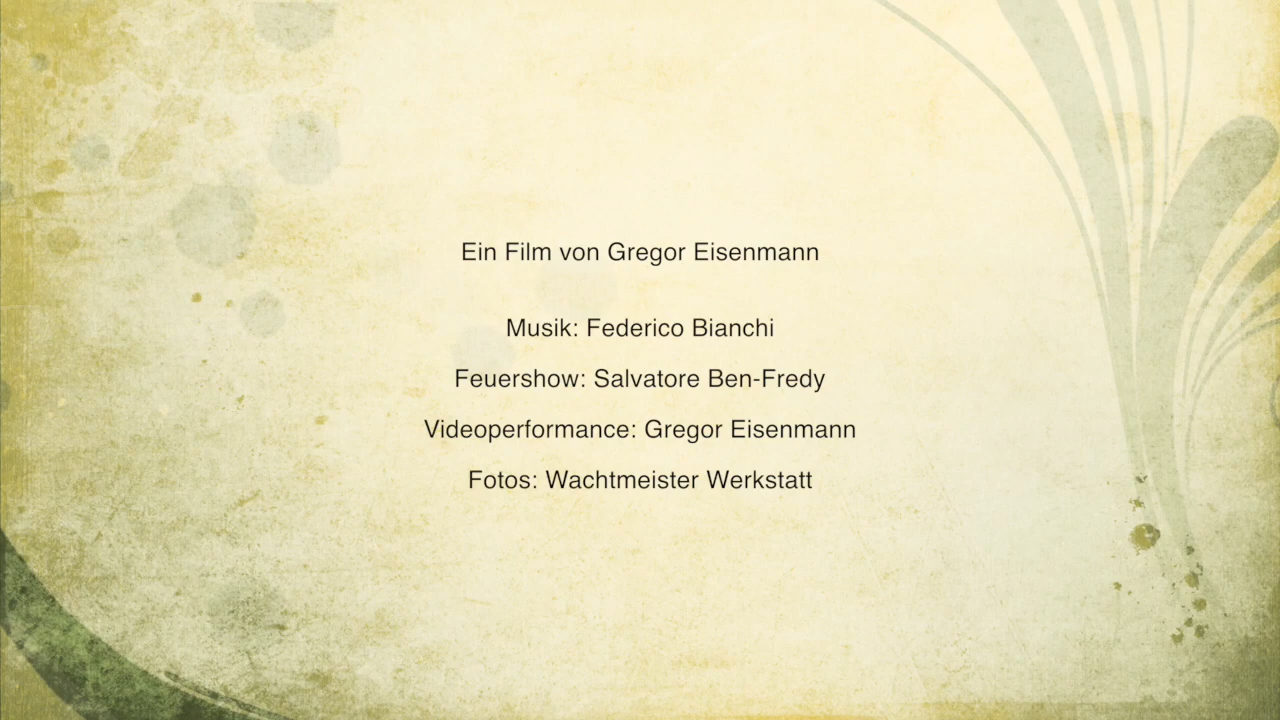 Ein Film von Gregor Eisenmann
Musik: Federico Bianchi
Feuershow: Salvatore Ben-Fredy
Videoperformance: Gregor Eisenmann
Fotos: Wachtmeister Werkstatt